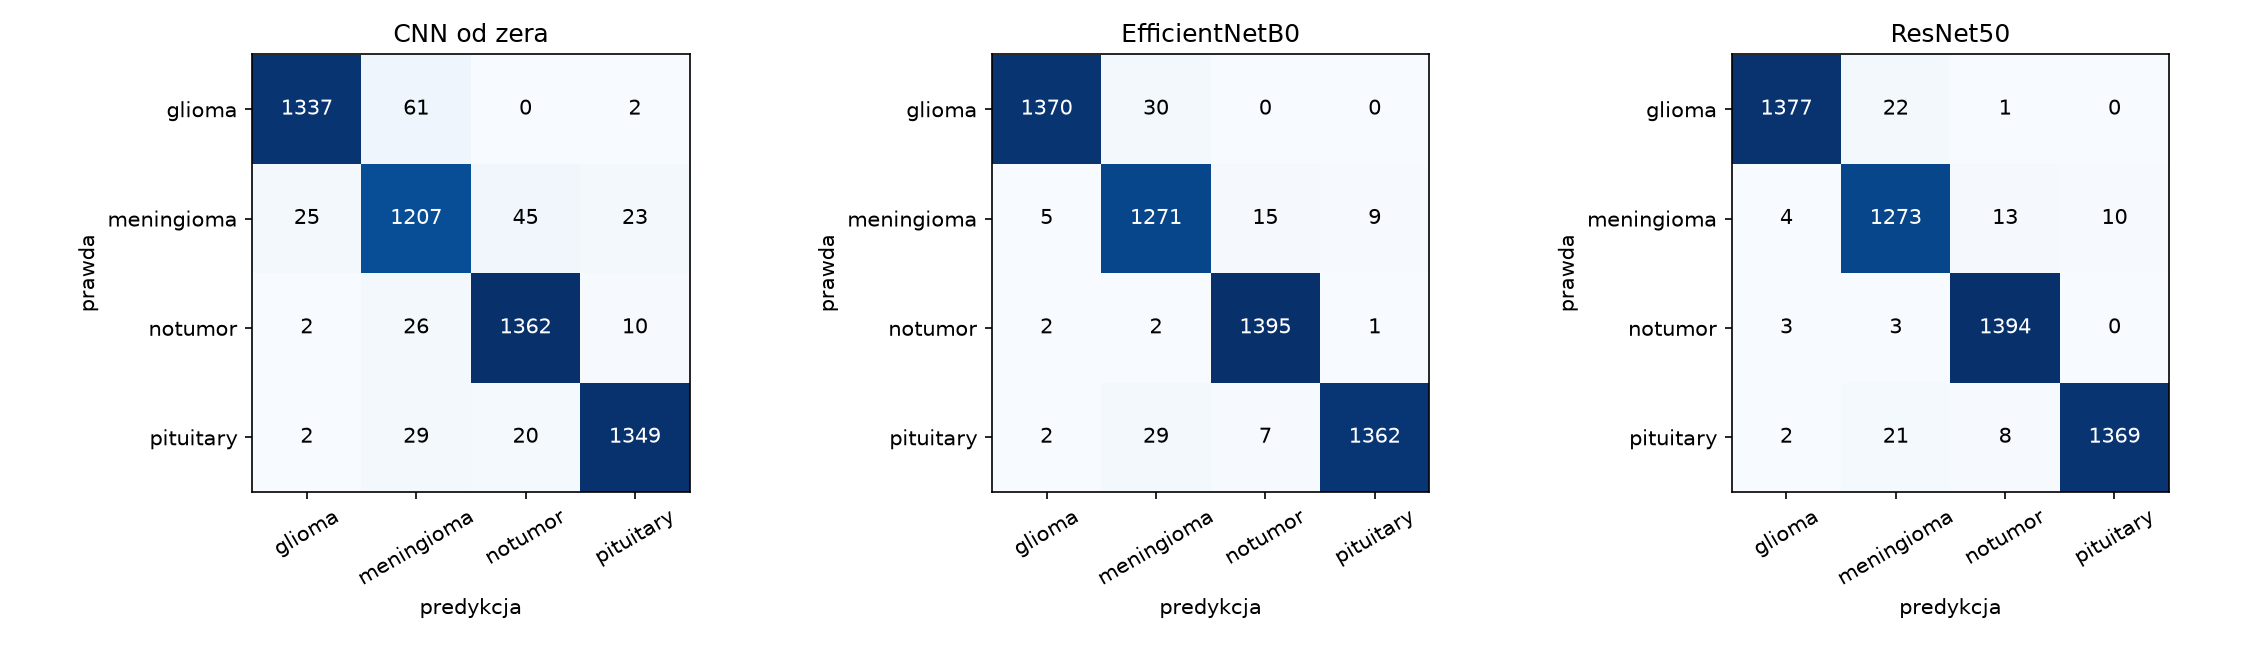 CNN od zera
glioma 1337 61 0 2
meningioma 25 1207 45 23
notumor 2 26 1362 10
pituitary 2 29 20 1349
prawda
glioma meningioma notumor pituitary
predykcja
EfficientNetB0
glioma 1370 30 0 0
meningioma 5 1271 15 9
notumor 2 2 1395 1
pituitary 2 29 7 1362
prawda
glioma meningioma notumor pituitary
predykcja
ResNet50
glioma 1377 22 1 0
meningioma 4 1273 13 10
notumor 3 3 1394 0
pituitary 2 21 8 1369
prawda
glioma meningioma notumor pituitary
predykcja